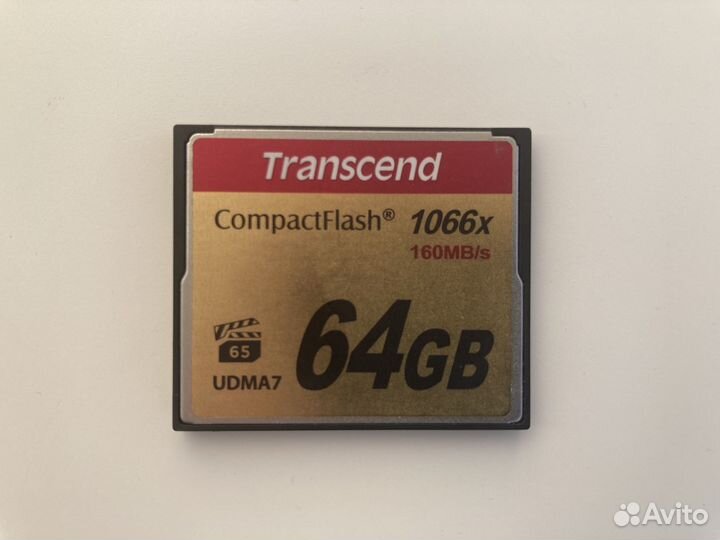 Transcend
CompactFlash® 1066x
160MB/s
65
UDMA7
64GB
Avito